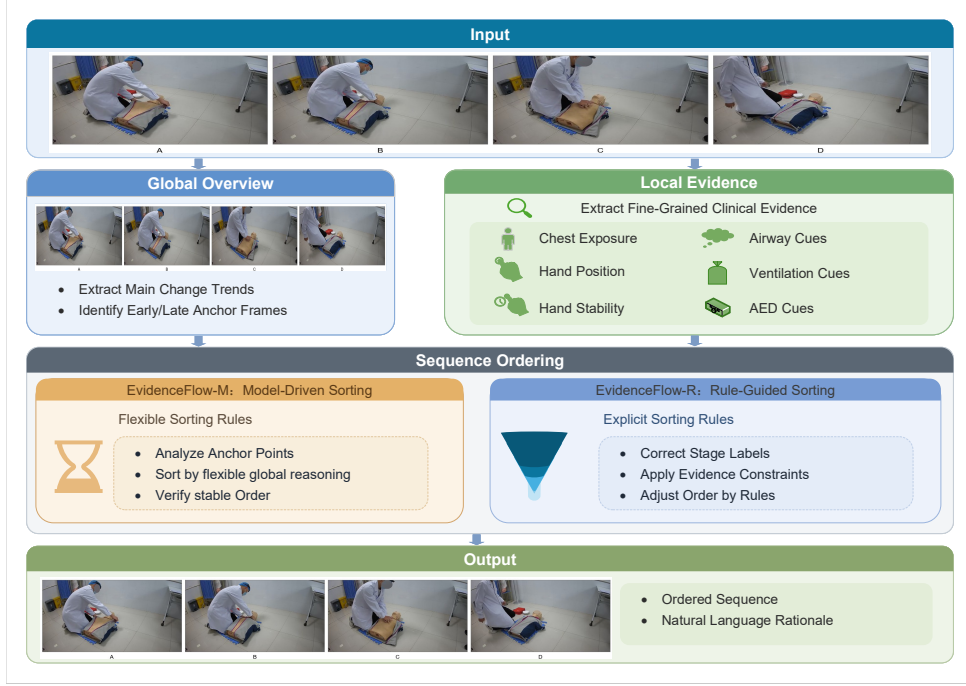 Input
A
B
C
D
Global Overview
A
B
C
D
Extract Main Change Trends
Identify Early/Late Anchor Frames
Local Evidence
Extract Fine-Grained Clinical Evidence
Chest Exposure
Airway Cues
Hand Position
Ventilation Cues
Hand Stability
AED Cues
Sequence Ordering
EvidenceFlow-M：Model-Driven Sorting
Flexible Sorting Rules
Analyze Anchor Points
Sort by flexible global reasoning
Verify stable Order
EvidenceFlow-R：Rule-Guided Sorting
Explicit Sorting Rules
Correct Stage Labels
Apply Evidence Constraints
Adjust Order by Rules
Output
A
B
C
D
Ordered Sequence
Natural Language Rationale